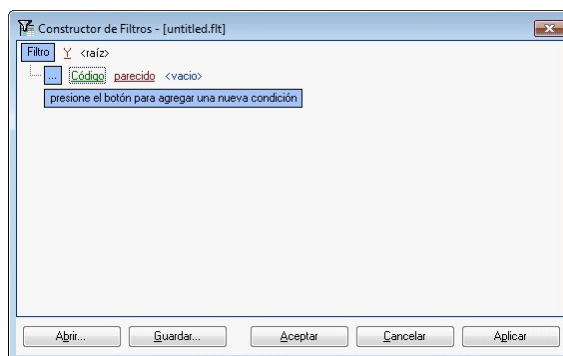 Constructor de Filtros - [untitled.flt]
Filtro Y <raíz>
... Código parecido <vacio>
presione el botón para agregar una nueva condición
Abrir... Guardar... Aceptar Cancelar Aplicar